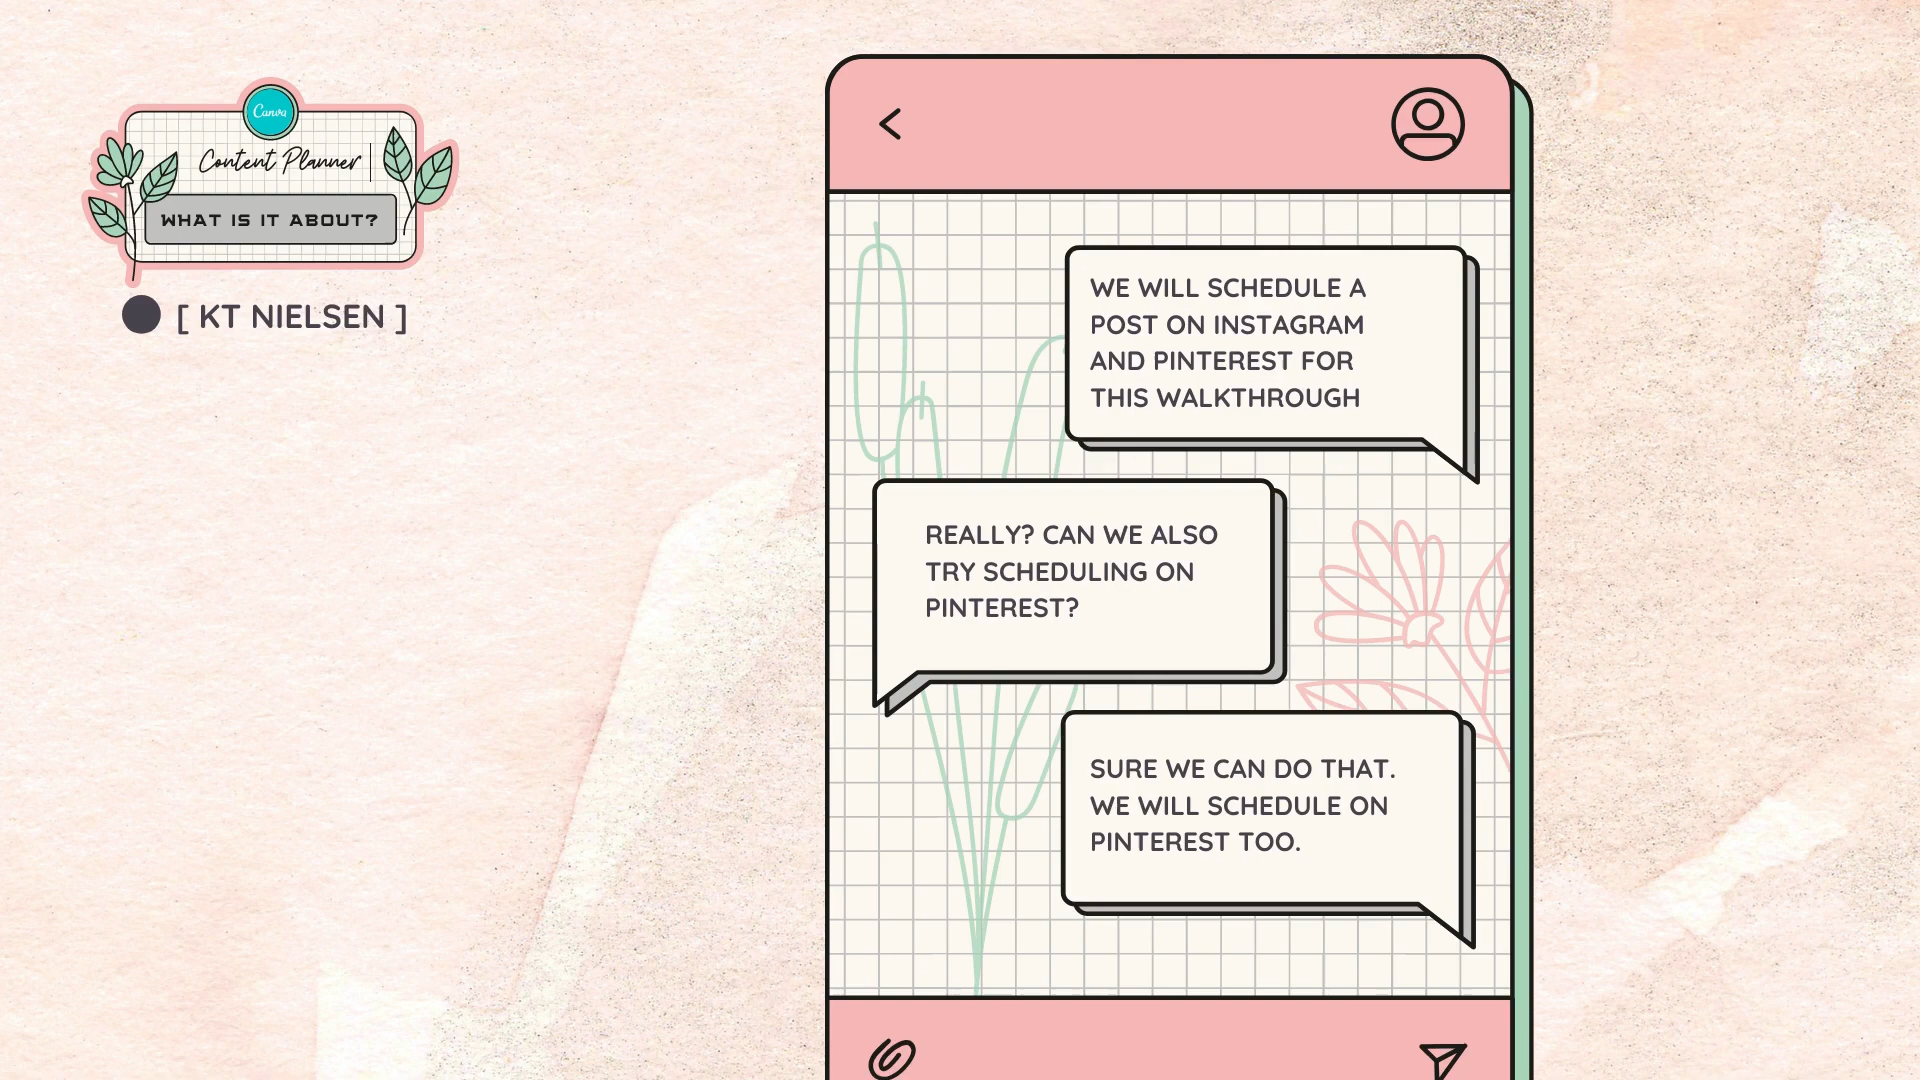 Canva
Content Planner
WHAT IS IT ABOUT?
[ KT NIELSEN ]
WE WILL SCHEDULE A
POST ON INSTAGRAM
AND PINTEREST FOR
THIS WALKTHROUGH
REALLY? CAN WE ALSO
TRY SCHEDULING ON
PINTEREST?
SURE WE CAN DO THAT.
WE WILL SCHEDULE ON
PINTEREST TOO.